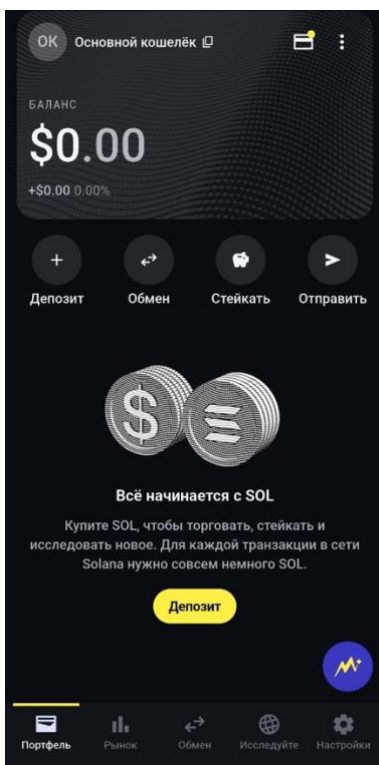 ОК Основной кошелёк
БАЛАНС
$0.00
+$0.00 0.00%
Депозит Обмен Стейкать Отправить
$
Всё начинается с SOL
Купите SOL, чтобы торговать, стейкать и
исследовать новое. Для каждой транзакции в сети
Solana нужно совсем немного SOL.
Депозит
Портфель Рынок Обмен Исследуйте Настройки